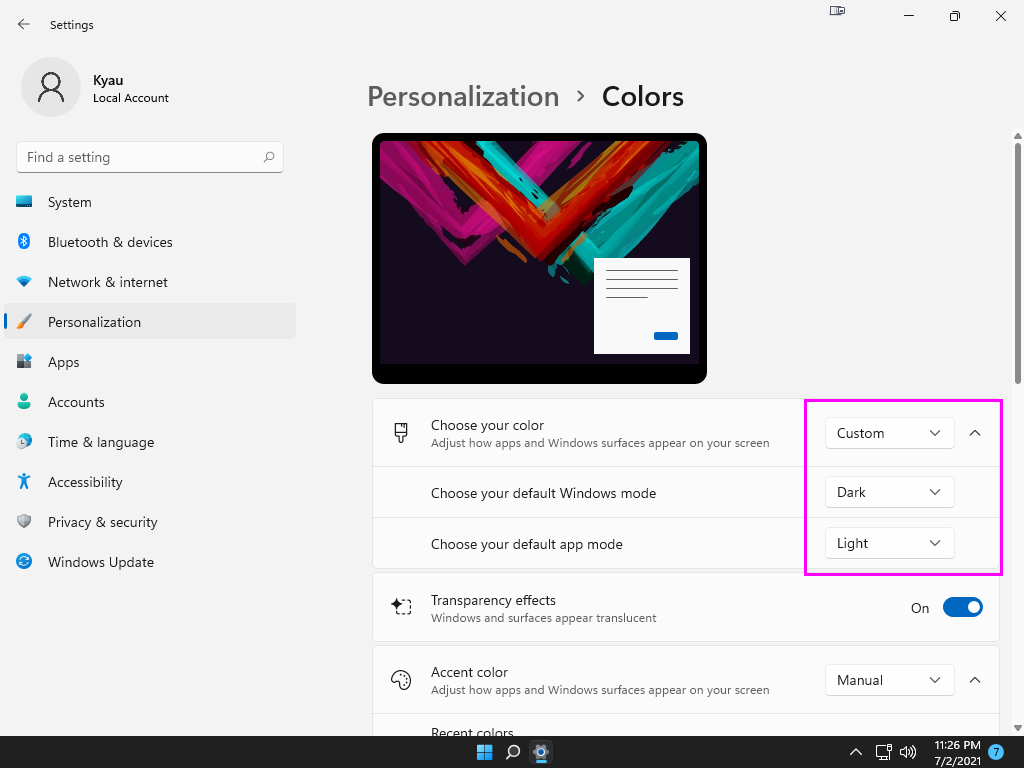 Settings
Kyau
Local Account
Find a setting
System
Bluetooth & devices
Network & internet
Personalization
Apps
Accounts
Time & language
Accessibility
Privacy & security
Windows Update
Personalization › Colors
Choose your color
Adjust how apps and Windows surfaces appear on your screen
Custom
Choose your default Windows mode
Dark
Choose your default app mode
Light
Transparency effects
Windows and surfaces appear translucent
On
Accent color
Adjust how apps and Windows surfaces appear on your screen
Manual
Recent colors
11:26 PM
7/2/2021
7